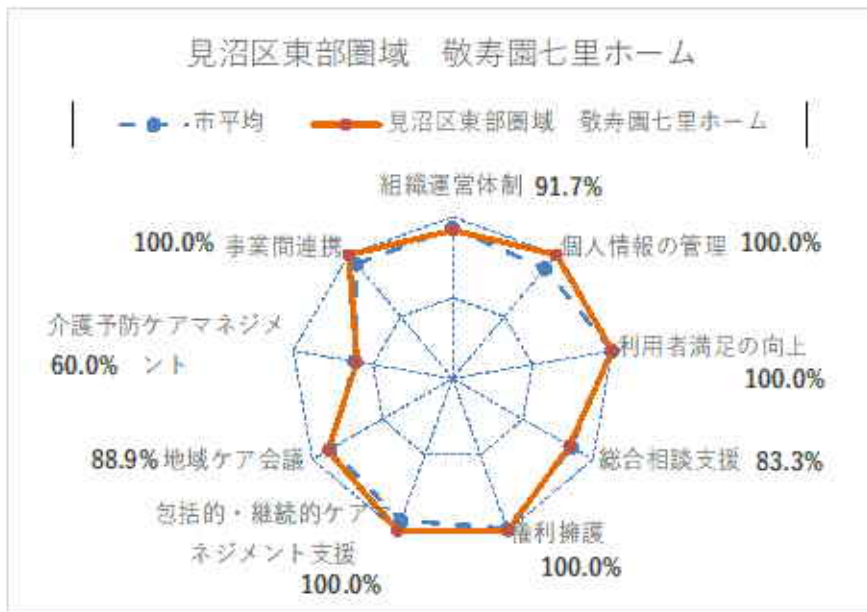 見沼区東部圏域　敬寿園七里ホーム
市平均
見沼区東部圏域　敬寿園七里ホーム
組織運営体制 91.7%
個人情報の管理 100.0%
利用者満足の向上
100.0%
総合相談支援 83.3%
権利擁護
100.0%
包括的・継続的ケア
ネジメント支援
100.0%
88.9% 地域ケア会議
介護予防ケアマネジメ
60.0% ント
100.0% 事業間連携